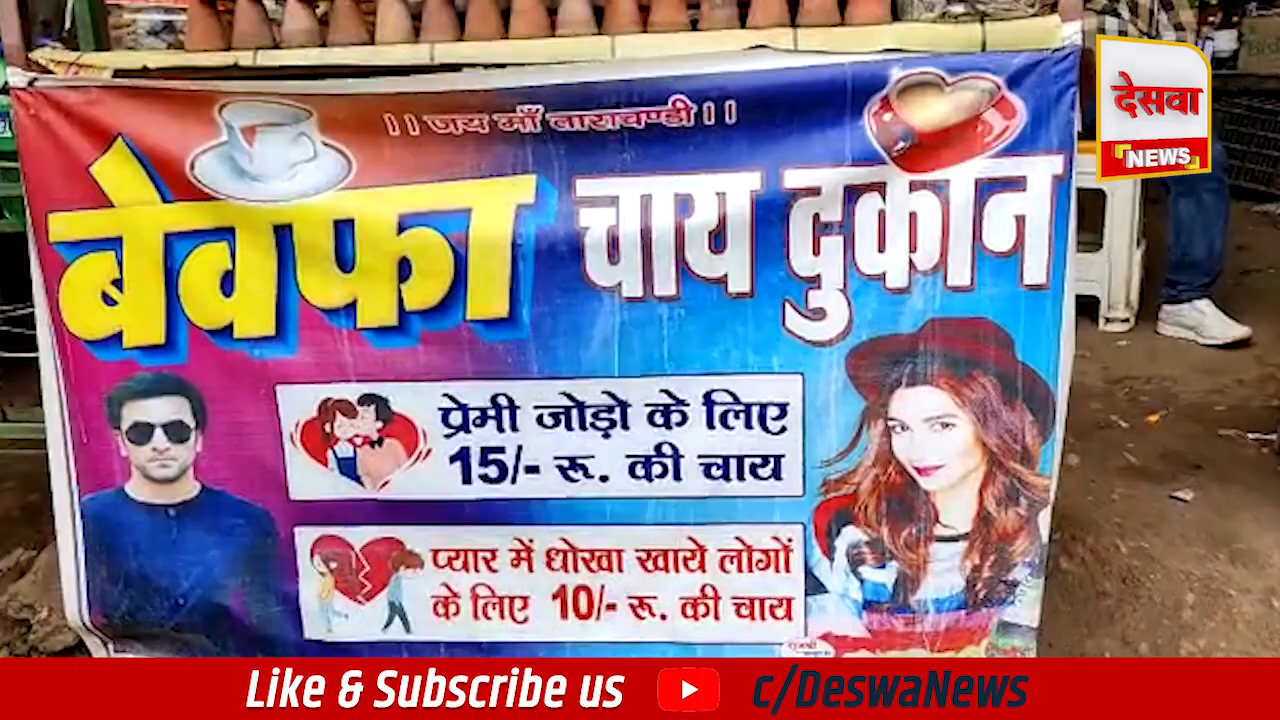 ।। जय माँ ताराचण्डी ।।
बेवफा चाय दुकान
प्रेमी जोड़ो के लिए
15/- रू. की चाय
प्यार में धोखा खाये लोगों
के लिए 10/- रू. की चाय
देसवा
NEWS
Like & Subscribe us c/DeswaNews